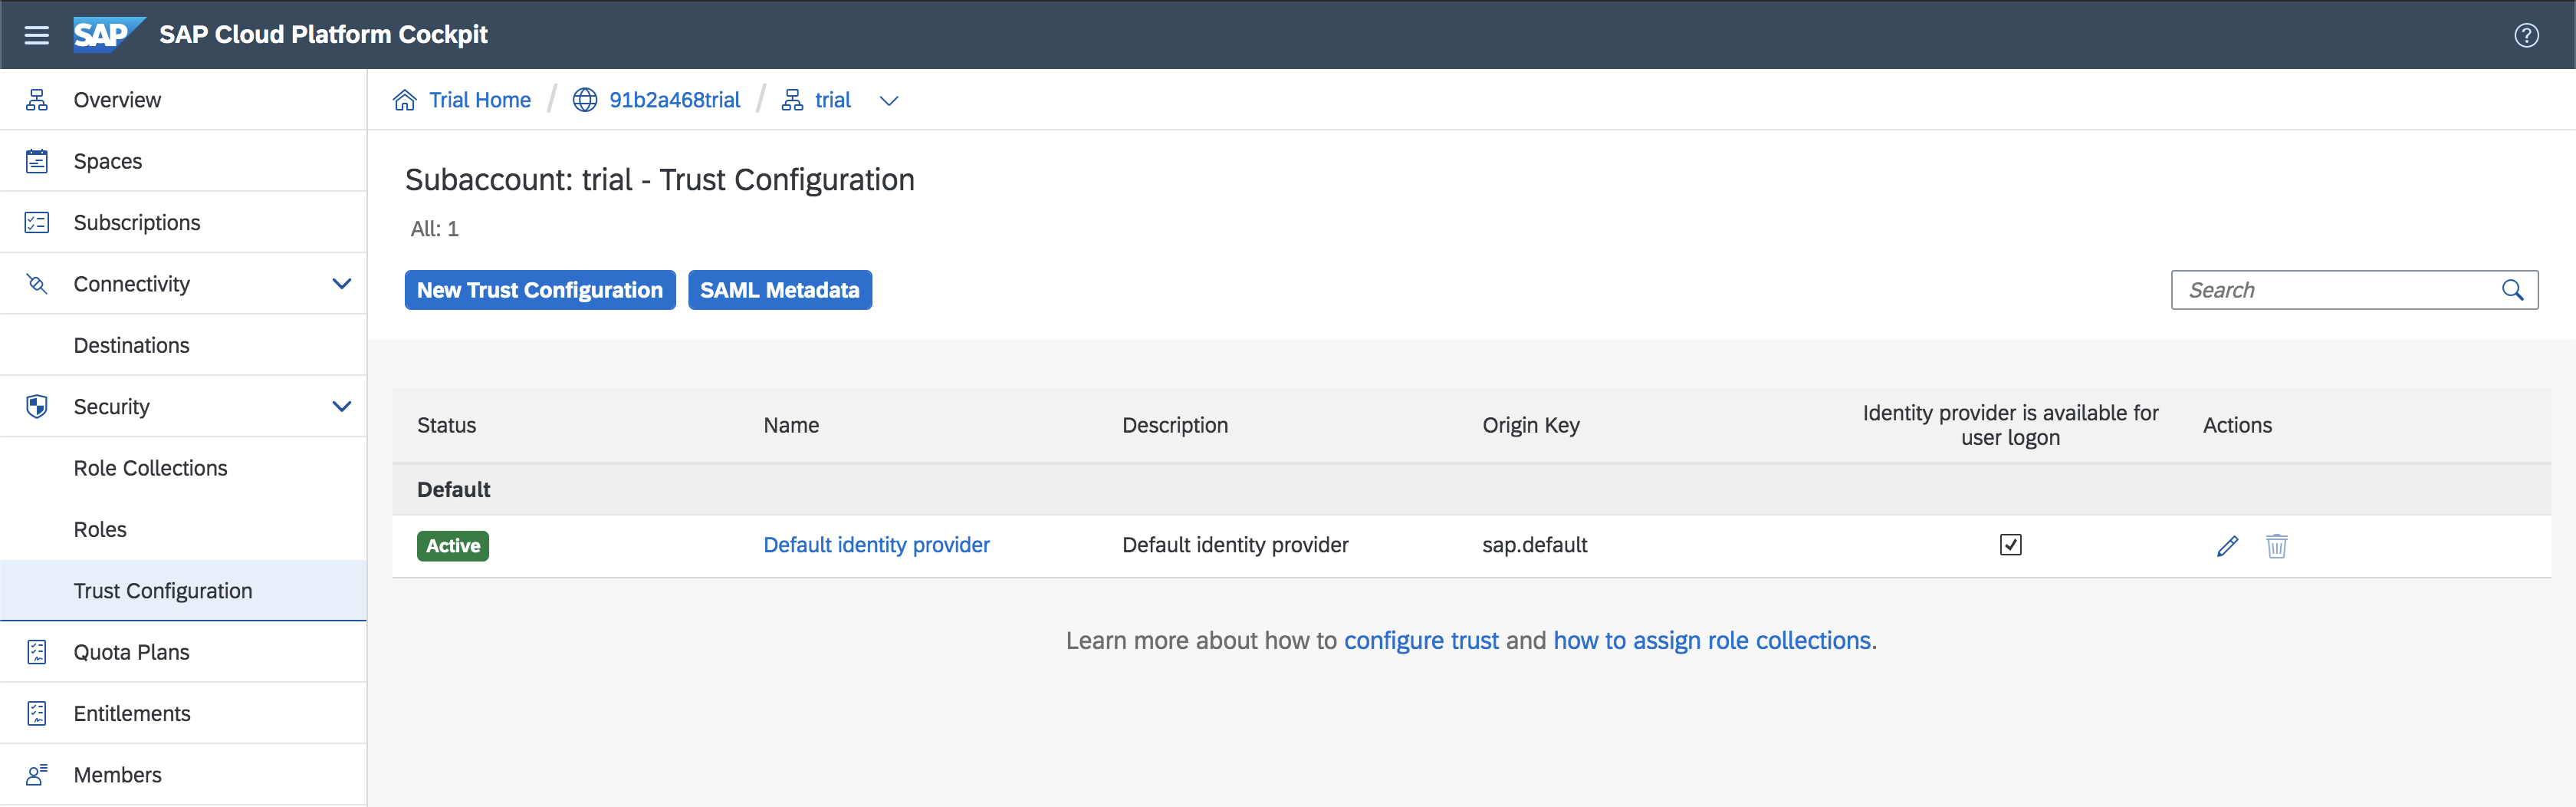 SAP SAP Cloud Platform Cockpit
Overview
Spaces
Subscriptions
Connectivity
Destinations
Security
Role Collections
Roles
Trust Configuration
Quota Plans
Entitlements
Members
Trial Home / 91b2a468trial / trial
Subaccount: trial - Trust Configuration
All: 1
New Trust Configuration SAML Metadata
Search
Status Name Description Origin Key Identity provider is available for Actions
user logon
Default
Active Default identity provider Default identity provider sap.default
Learn more about how to configure trust and how to assign role collections.